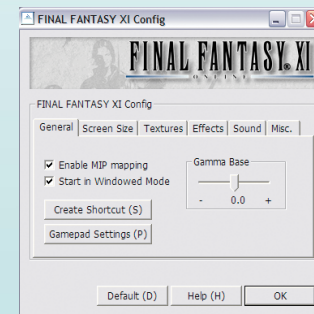 FINAL FANTASY XI Config
FINAL FANTASY XI
ONLINE
FINAL FANTASY XI Config
General Screen Size Textures Effects Sound Misc.
Enable MIP mapping
Start in Windowed Mode
Gamma Base
- 0.0 +
Create Shortcut (S)
Gamepad Settings (P)
Default (D) Help (H) OK